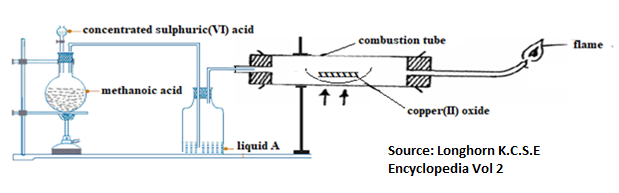 concentrated sulphuric(VI) acid
combustion tube
flame
methanoic acid
copper(II) oxide
liquid A
Source: Longhorn K.C.S.E
Encyclopedia Vol 2